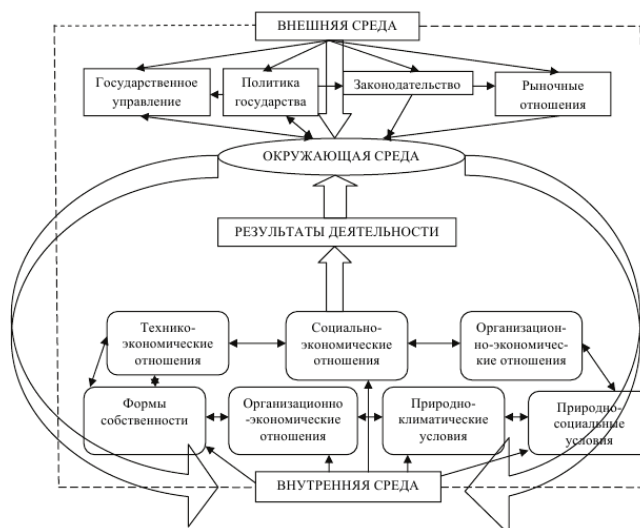 ВНЕШНЯЯ СРЕДА
Государственное
управление
Политика
государства
Законодательство
Рыночные
отношения
ОКРУЖАЮЩАЯ СРЕДА
РЕЗУЛЬТАТЫ ДЕЯТЕЛЬНОСТИ
Технико-
экономические
отношения
Социально-
экономические
отношения
Организацион-
но-экономичес-
кие отношения
Формы
собственности
Организационно
-экономические
отношения
Природно-
климатические
условия
Природно-
социальные
условия
ВНУТРЕННЯЯ СРЕДА